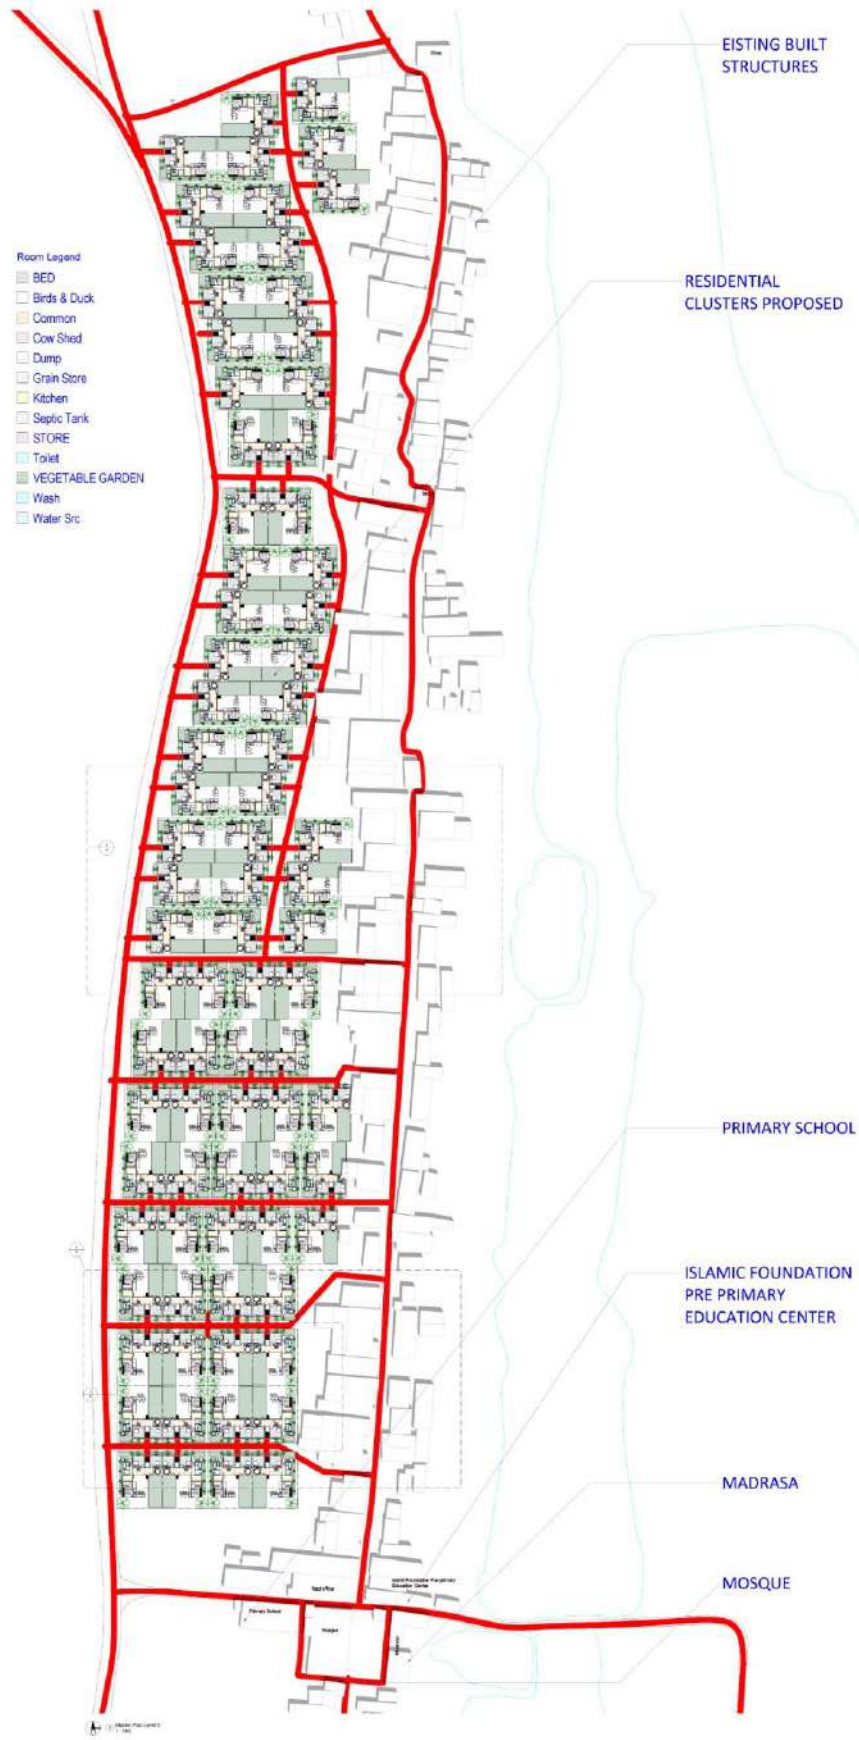 EISTING BUILT
STRUCTURES
RESIDENTIAL
CLUSTERS PROPOSED
Room Legend
BED
Birds & Duck
Common
Cow Shed
Dump
Grain Store
Kitchen
Septic Tank
STORE
Toilet
VEGETABLE GARDEN
Wash
Water Src
PRIMARY SCHOOL
ISLAMIC FOUNDATION
PRE PRIMARY
EDUCATION CENTER
MADRASA
MOSQUE
Primary School
Education Center
Mosque